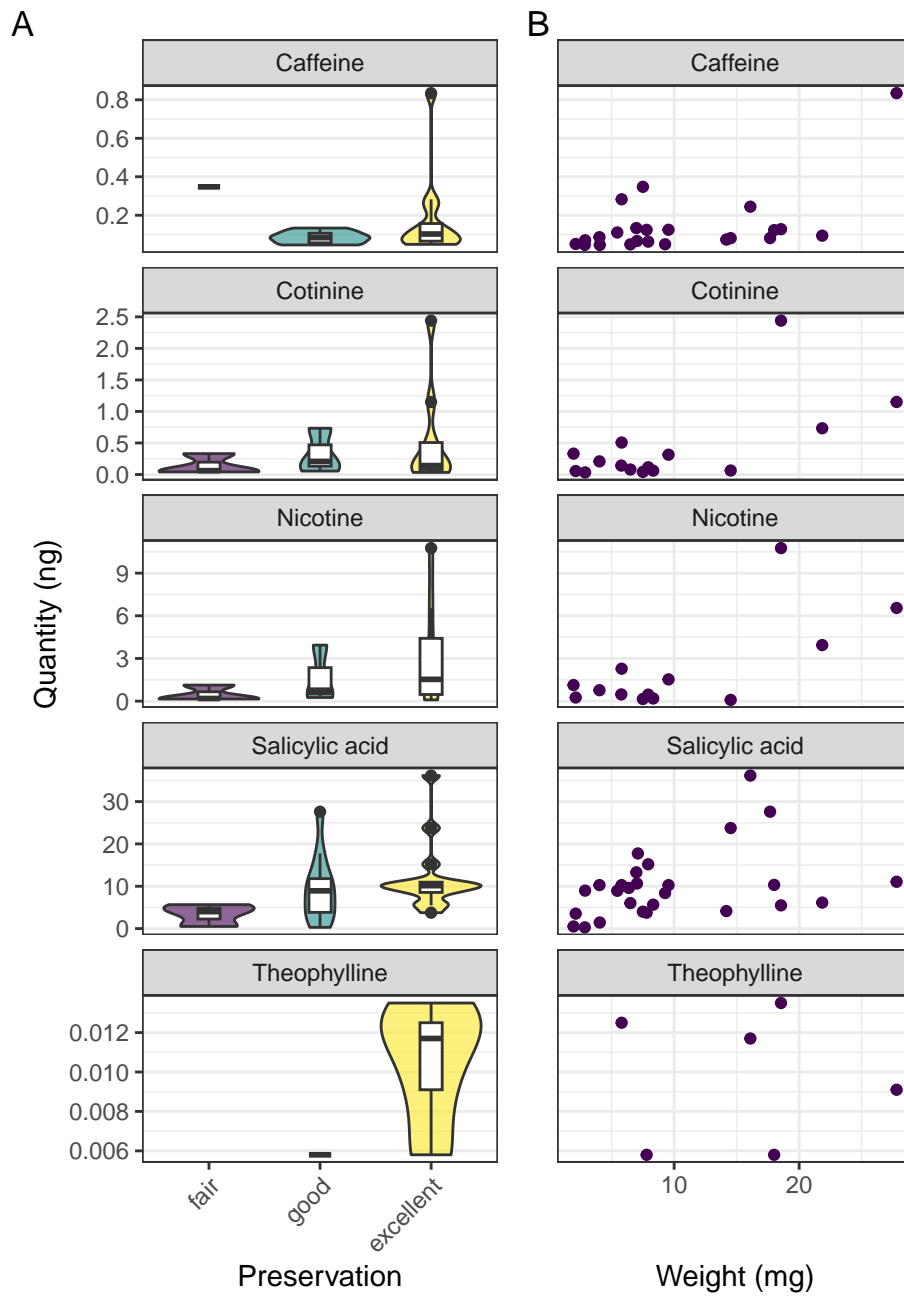 A
B
Caffeine
Caffeine
0.8
0.6
0.4
0.2
Cotinine
Cotinine
2.5
2.0
1.5
1.0
0.5
0.0
Nicotine
Nicotine
9
6
3
0
Quantity (ng)
Salicylic acid
Salicylic acid
30
20
10
0
Theophylline
Theophylline
0.012
0.010
0.008
0.006
fair
good
excellent
10
20
Preservation
Weight (mg)